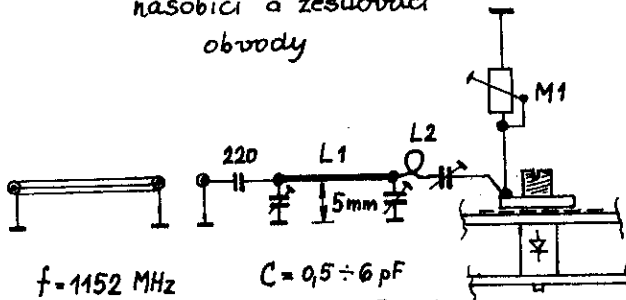 násobicí a zesilovací
obvody
M1
L2
220
L1
5mm
f = 1152 MHz
C = 0,5 ÷ 6 pF